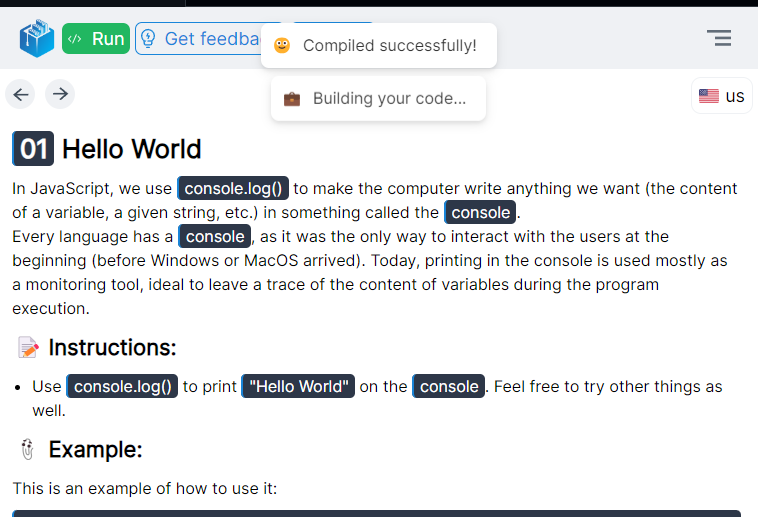 </> Run
Get feedba
Compiled successfully!
Building your code...
us
01 Hello World
In JavaScript, we use console.log() to make the computer write anything we want (the content
of a variable, a given string, etc.) in something called the console.
Every language has a console, as it was the only way to interact with the users at the
beginning (before Windows or MacOS arrived). Today, printing in the console is used mostly as
a monitoring tool, ideal to leave a trace of the content of variables during the program
execution.
Instructions:
• Use console.log() to print "Hello World" on the console. Feel free to try other things as
well.
Example:
This is an example of how to use it: